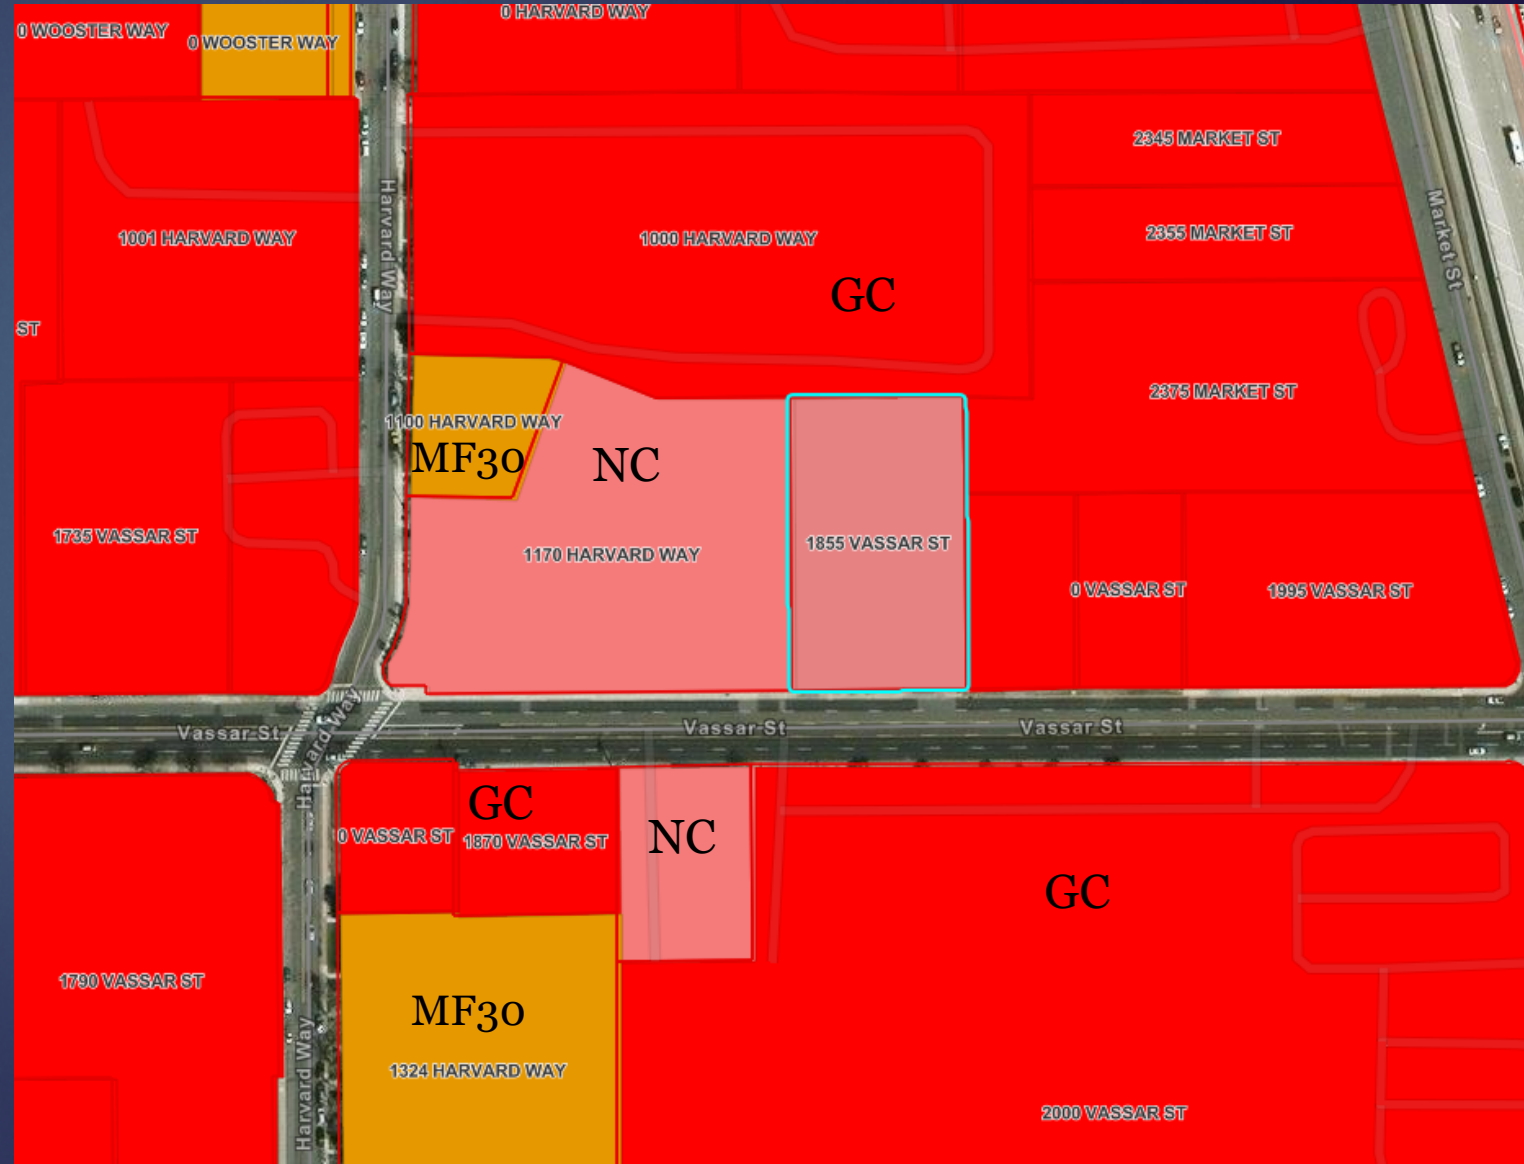 0 HARVARD WAY
0 WOOSTER WAY
0 WOOSTER WAY
2345 MARKET ST
Harvard Way
Market St
1001 HARVARD WAY
1000 HARVARD WAY
2355 MARKET ST
GC
ST
2375 MARKET ST
1100 HARVARD WAY
MF30
NC
1735 VASSAR ST
1170 HARVARD WAY
1855 VASSAR ST
0 VASSAR ST
1995 VASSAR ST
Vassar St
Harvard Way
Vassar St
Vassar St
GC
0 VASSAR ST
1870 VASSAR ST
NC
GC
1790 VASSAR ST
MF30
1324 HARVARD WAY
Harvard Way
2000 VASSAR ST